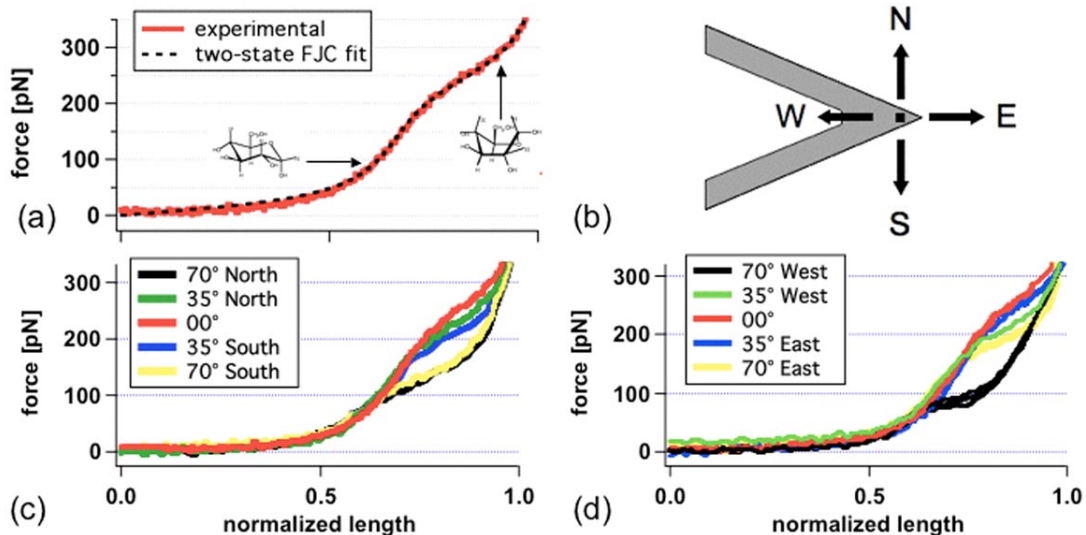 experimental
two-state FJC fit
300
200
100
0
force [pN]
(a)
N
W
E
S
(b)
70° North
35° North
00°
35° South
70° South
300
200
100
0
force [pN]
0.0
0.5
1.0
normalized length
(c)
70° West
35° West
00°
35° East
70° East
300
200
100
0
force [pN]
0.0
0.5
1.0
normalized length
(d)